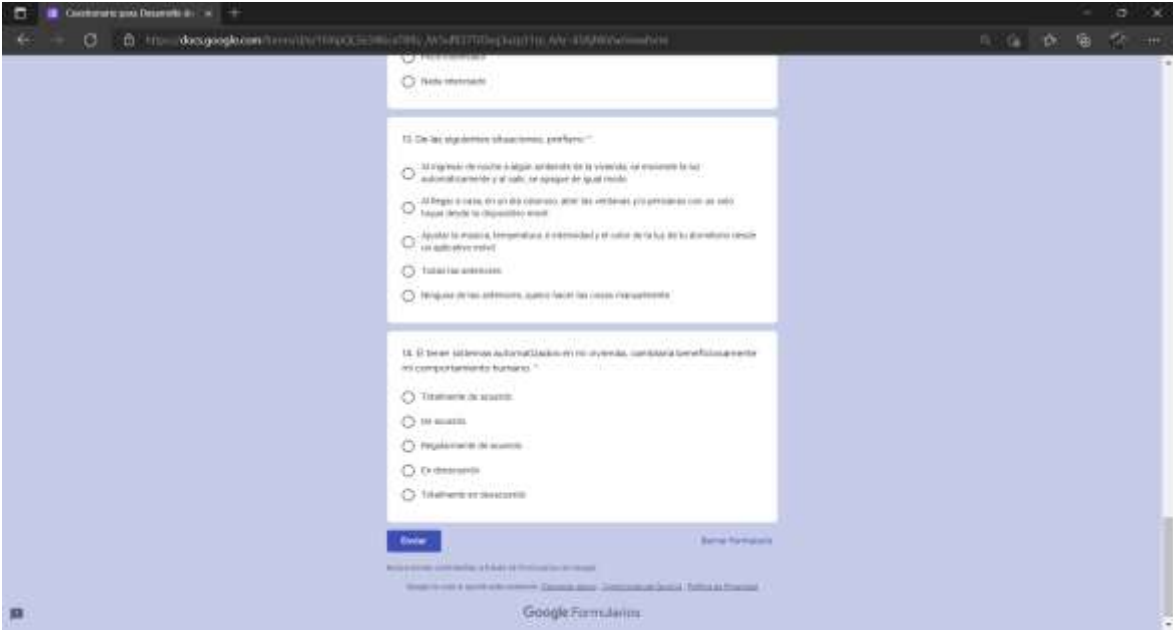 Cuestionario para Desarrollo de
docs.google.com
Nada interesado
13. De las siguientes situaciones, prefiero: *
Al ingresar de noche a algún ambiente de la vivienda, se encienda la luz
automáticamente y al salir, se apague de igual modo
Al llegar a casa, en un día caluroso, abrir las ventanas y/o persianas con un solo
toque desde tu dispositivo móvil
Ajustar la música, temperatura, e intensidad y el color de la luz de tu dormitorio desde
un aplicativo móvil
Todas las anteriores
Ninguna de las anteriores, quiero hacer las cosas manualmente
14. El tener sistemas automatizados en mi vivienda, cambiaría beneficiosamente
mi comportamiento humano. *
Totalmente de acuerdo
De acuerdo
Regularmente de acuerdo
En desacuerdo
Totalmente en desacuerdo
Enviar
Borrar formulario
Google Formularios